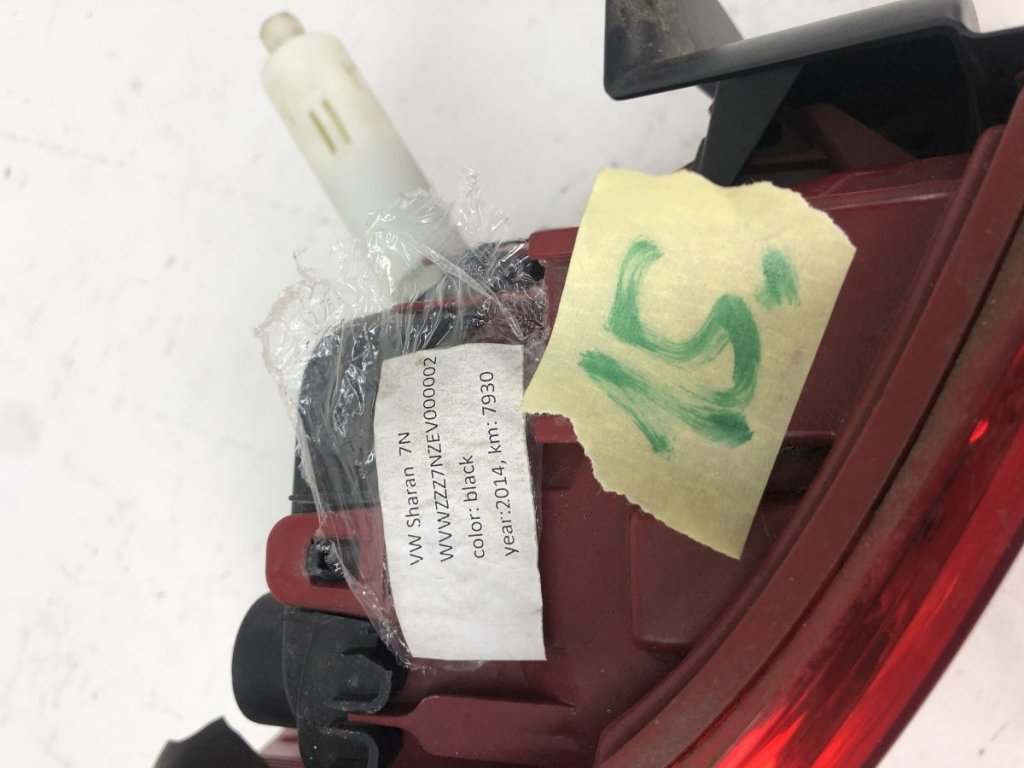 VW Sharan 7N
WVWZZZ7NZEV000002
color: black
year:2014, km: 7930
15.